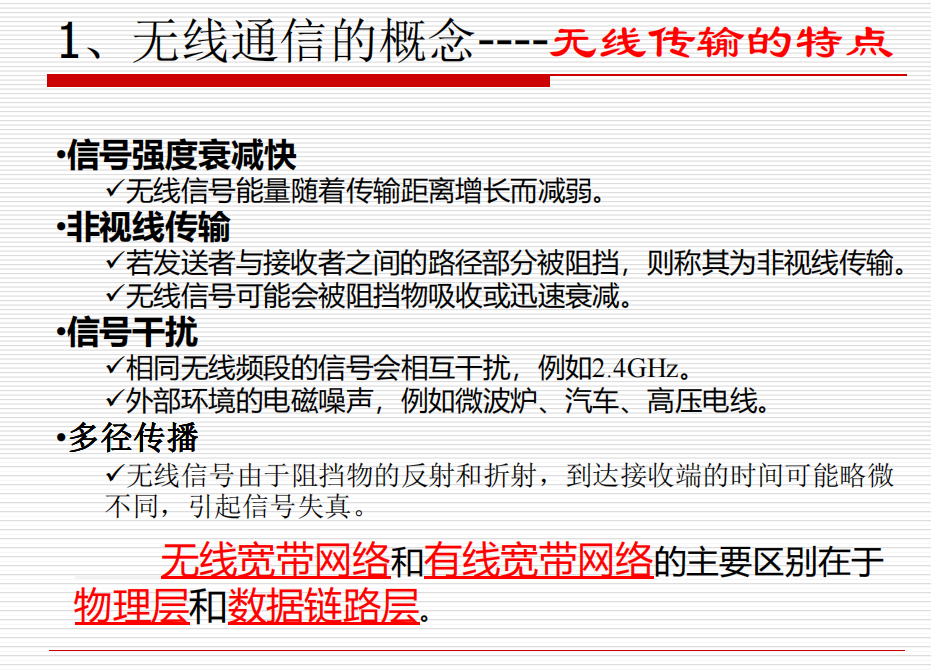 1、无线通信的概念----无线传输的特点
•信号强度衰减快
✓无线信号能量随着传输距离增长而减弱。
•非视线传输
✓若发送者与接收者之间的路径部分被阻挡，则称其为非视线传输。
✓无线信号可能会被阻挡物吸收或迅速衰减。
•信号干扰
✓相同无线频段的信号会相互干扰，例如2.4GHz。
✓外部环境的电磁噪声，例如微波炉、汽车、高压电线。
•多径传播
✓无线信号由于阻挡物的反射和折射，到达接收端的时间可能略微
不同，引起信号失真。
无线宽带网络和有线宽带网络的主要区别在于
物理层和数据链路层。